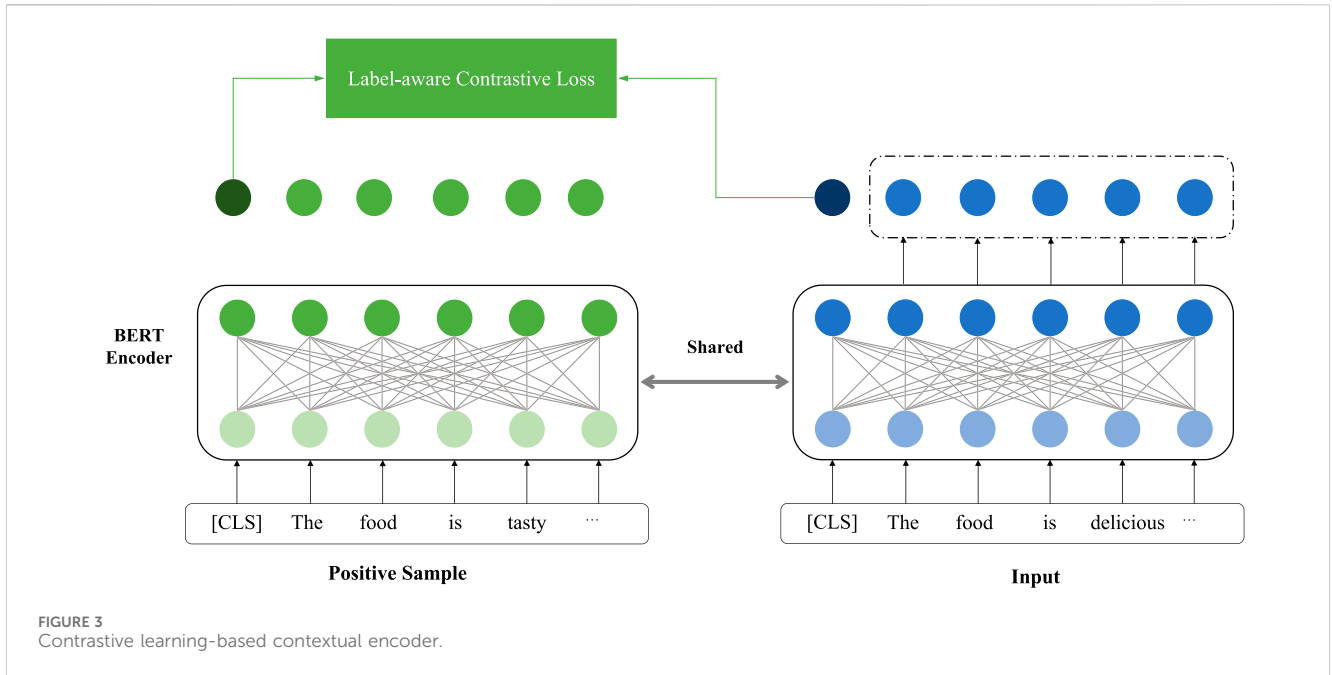 Label-aware Contrastive Loss
BERT
Encoder
Shared
[CLS] The food is tasty ...
[CLS] The food is delicious ...
Positive Sample
Input
FIGURE 3
Contrastive learning-based contextual encoder.